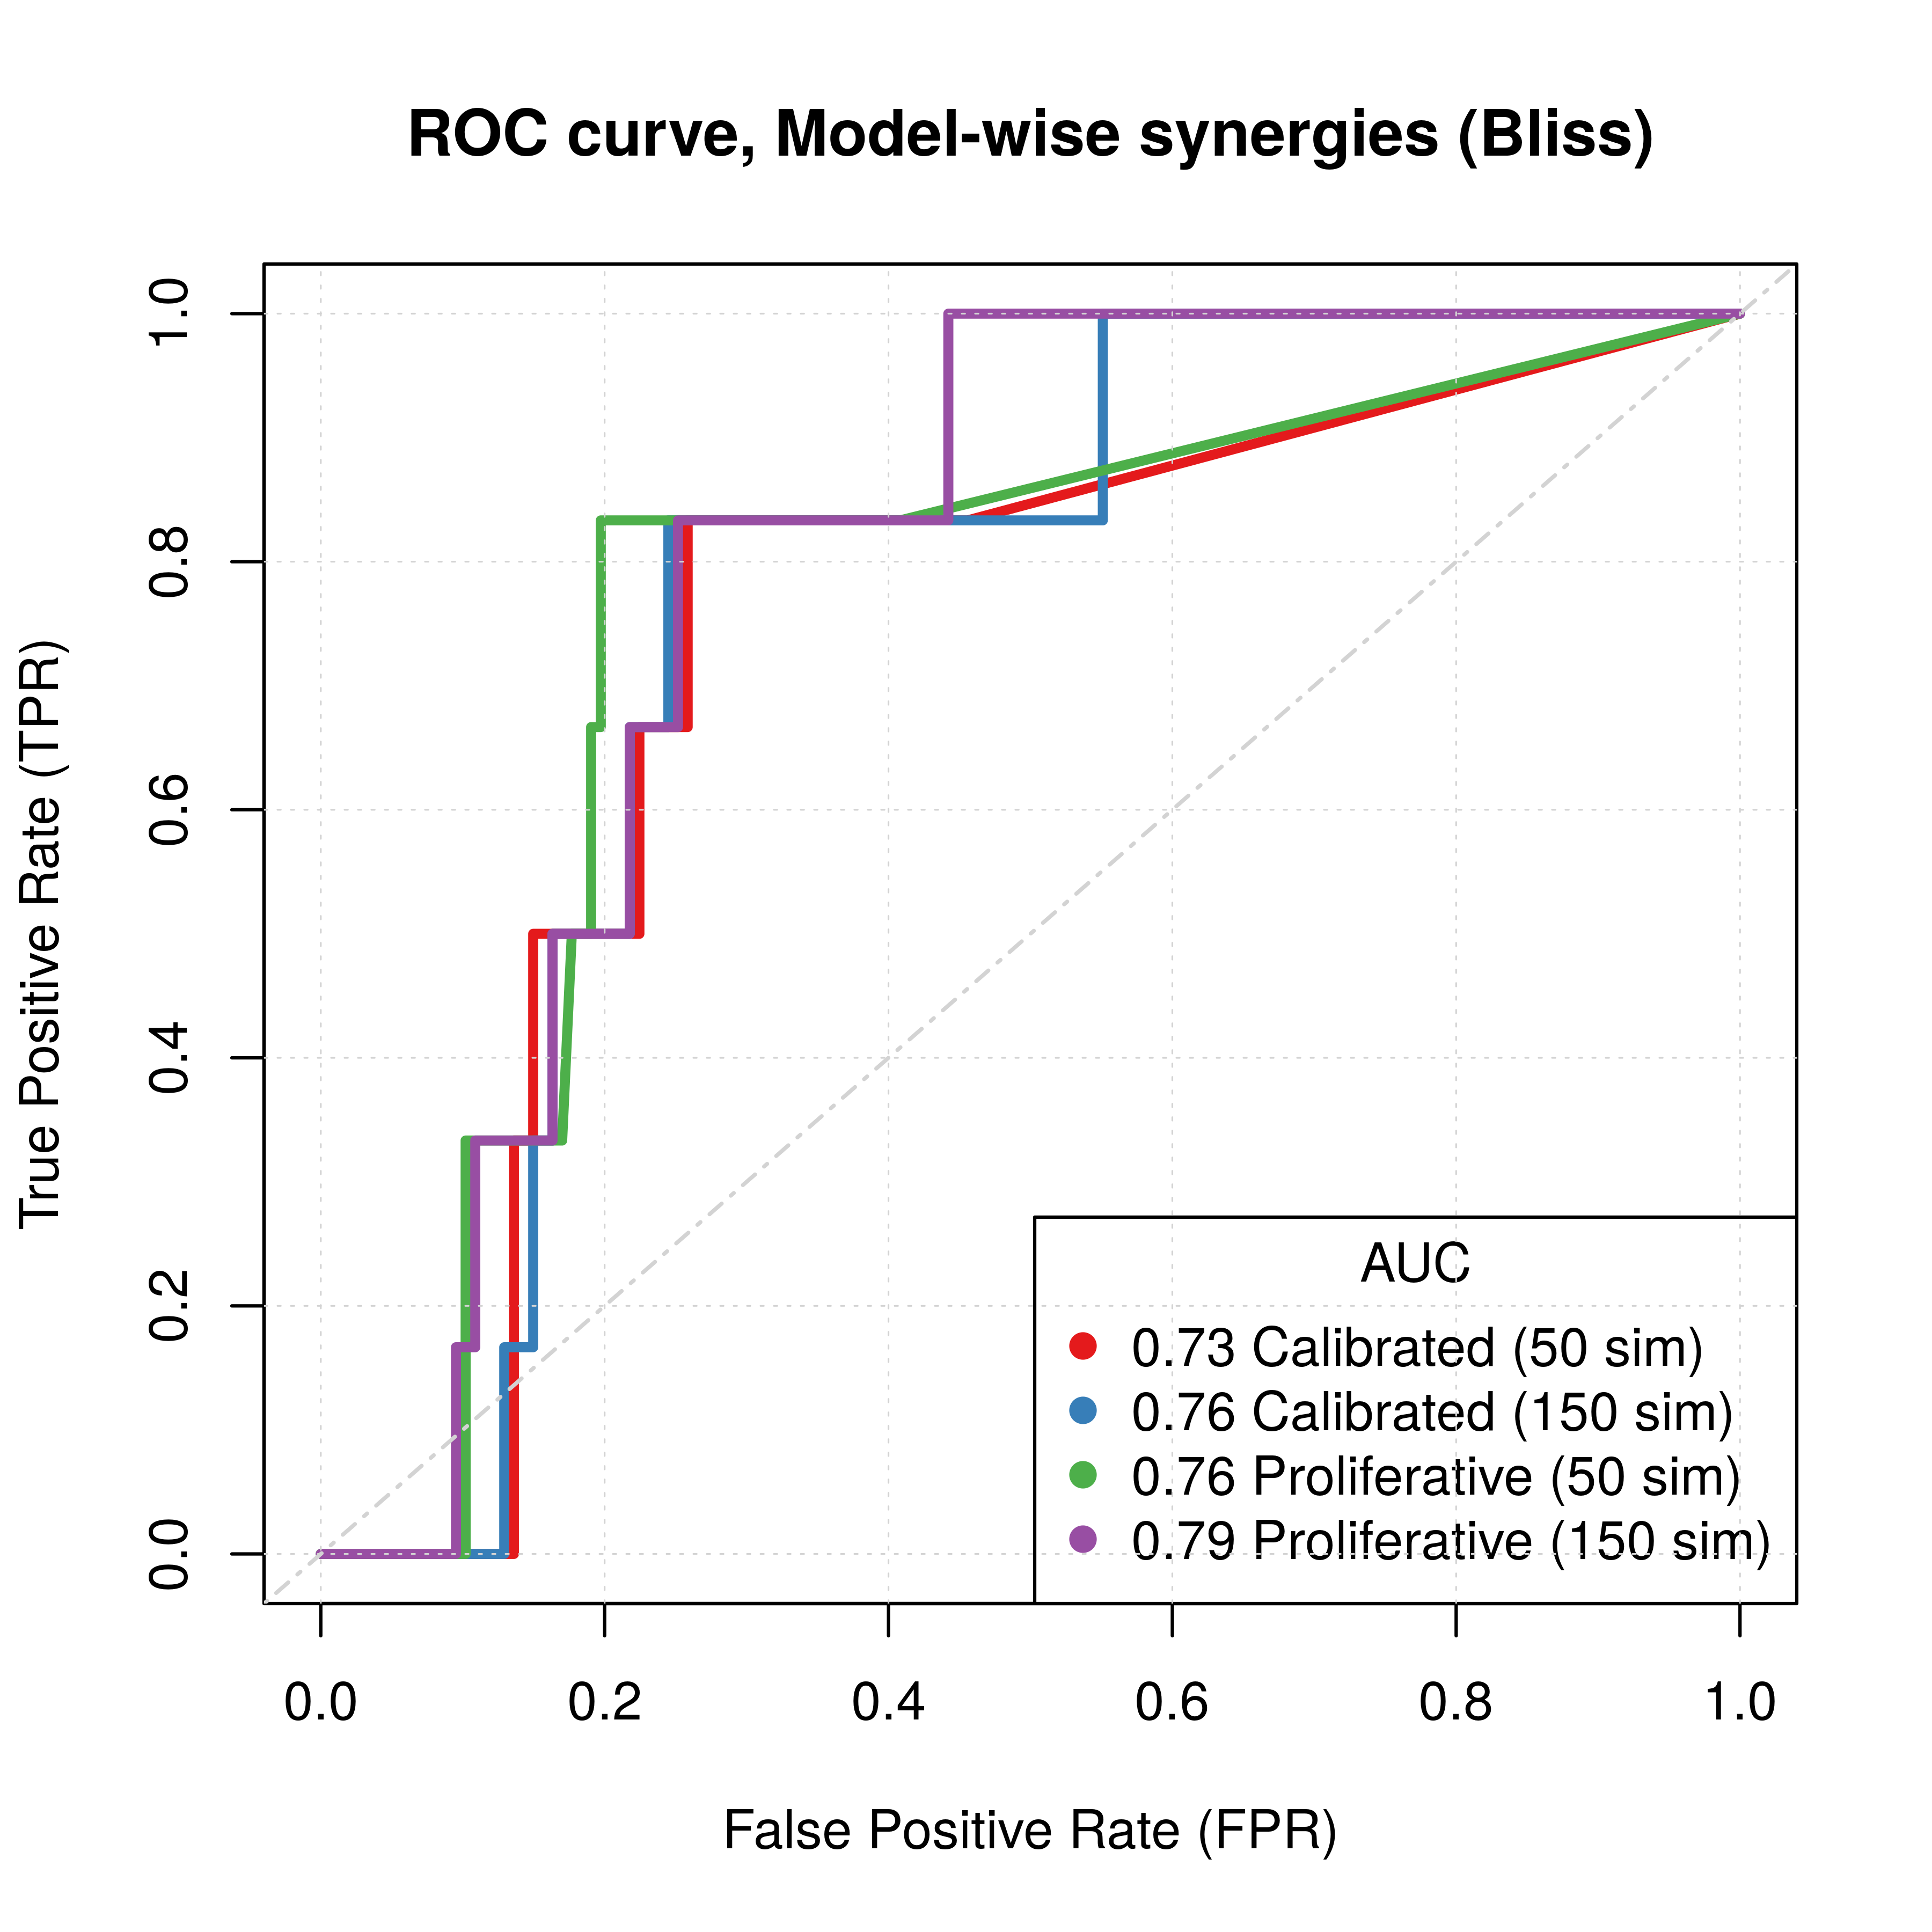 ROC curve, Model-wise synergies (Bliss)
True Positive Rate (TPR)
1.0
0.8
0.6
0.4
0.2
0.0
AUC
0.73 Calibrated (50 sim)
0.76 Calibrated (150 sim)
0.76 Proliferative (50 sim)
0.79 Proliferative (150 sim)
0.0 0.2 0.4 0.6 0.8 1.0
False Positive Rate (FPR)